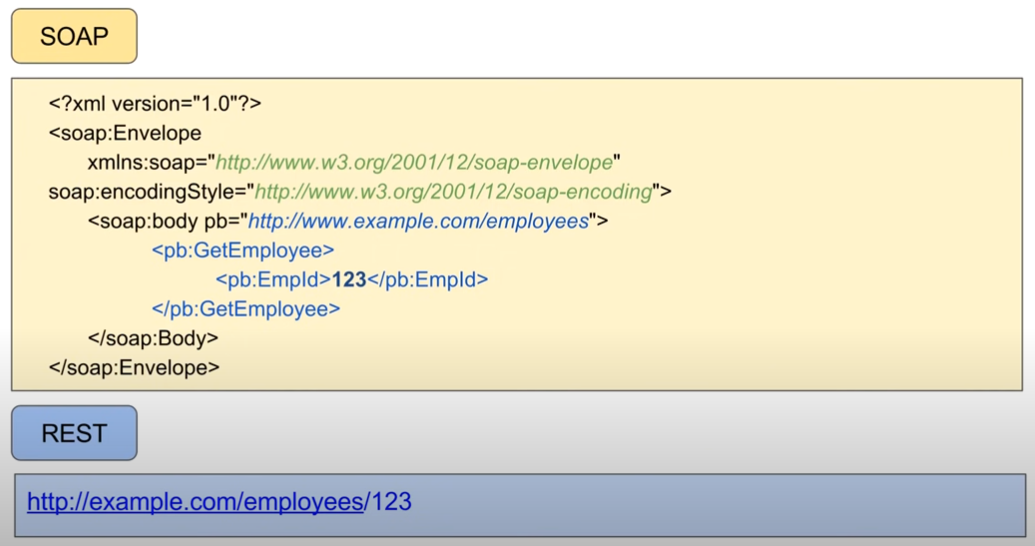 SOAP
<?xml version="1.0"?>
<soap:Envelope
xmlns:soap="http://www.w3.org/2001/12/soap-envelope"
soap:encodingStyle="http://www.w3.org/2001/12/soap-encoding">
<soap:body pb="http://www.example.com/employees">
<pb:GetEmployee>
<pb:EmpId>123</pb:EmpId>
</pb:GetEmployee>
</soap:Body>
</soap:Envelope>
REST
http://example.com/employees/123